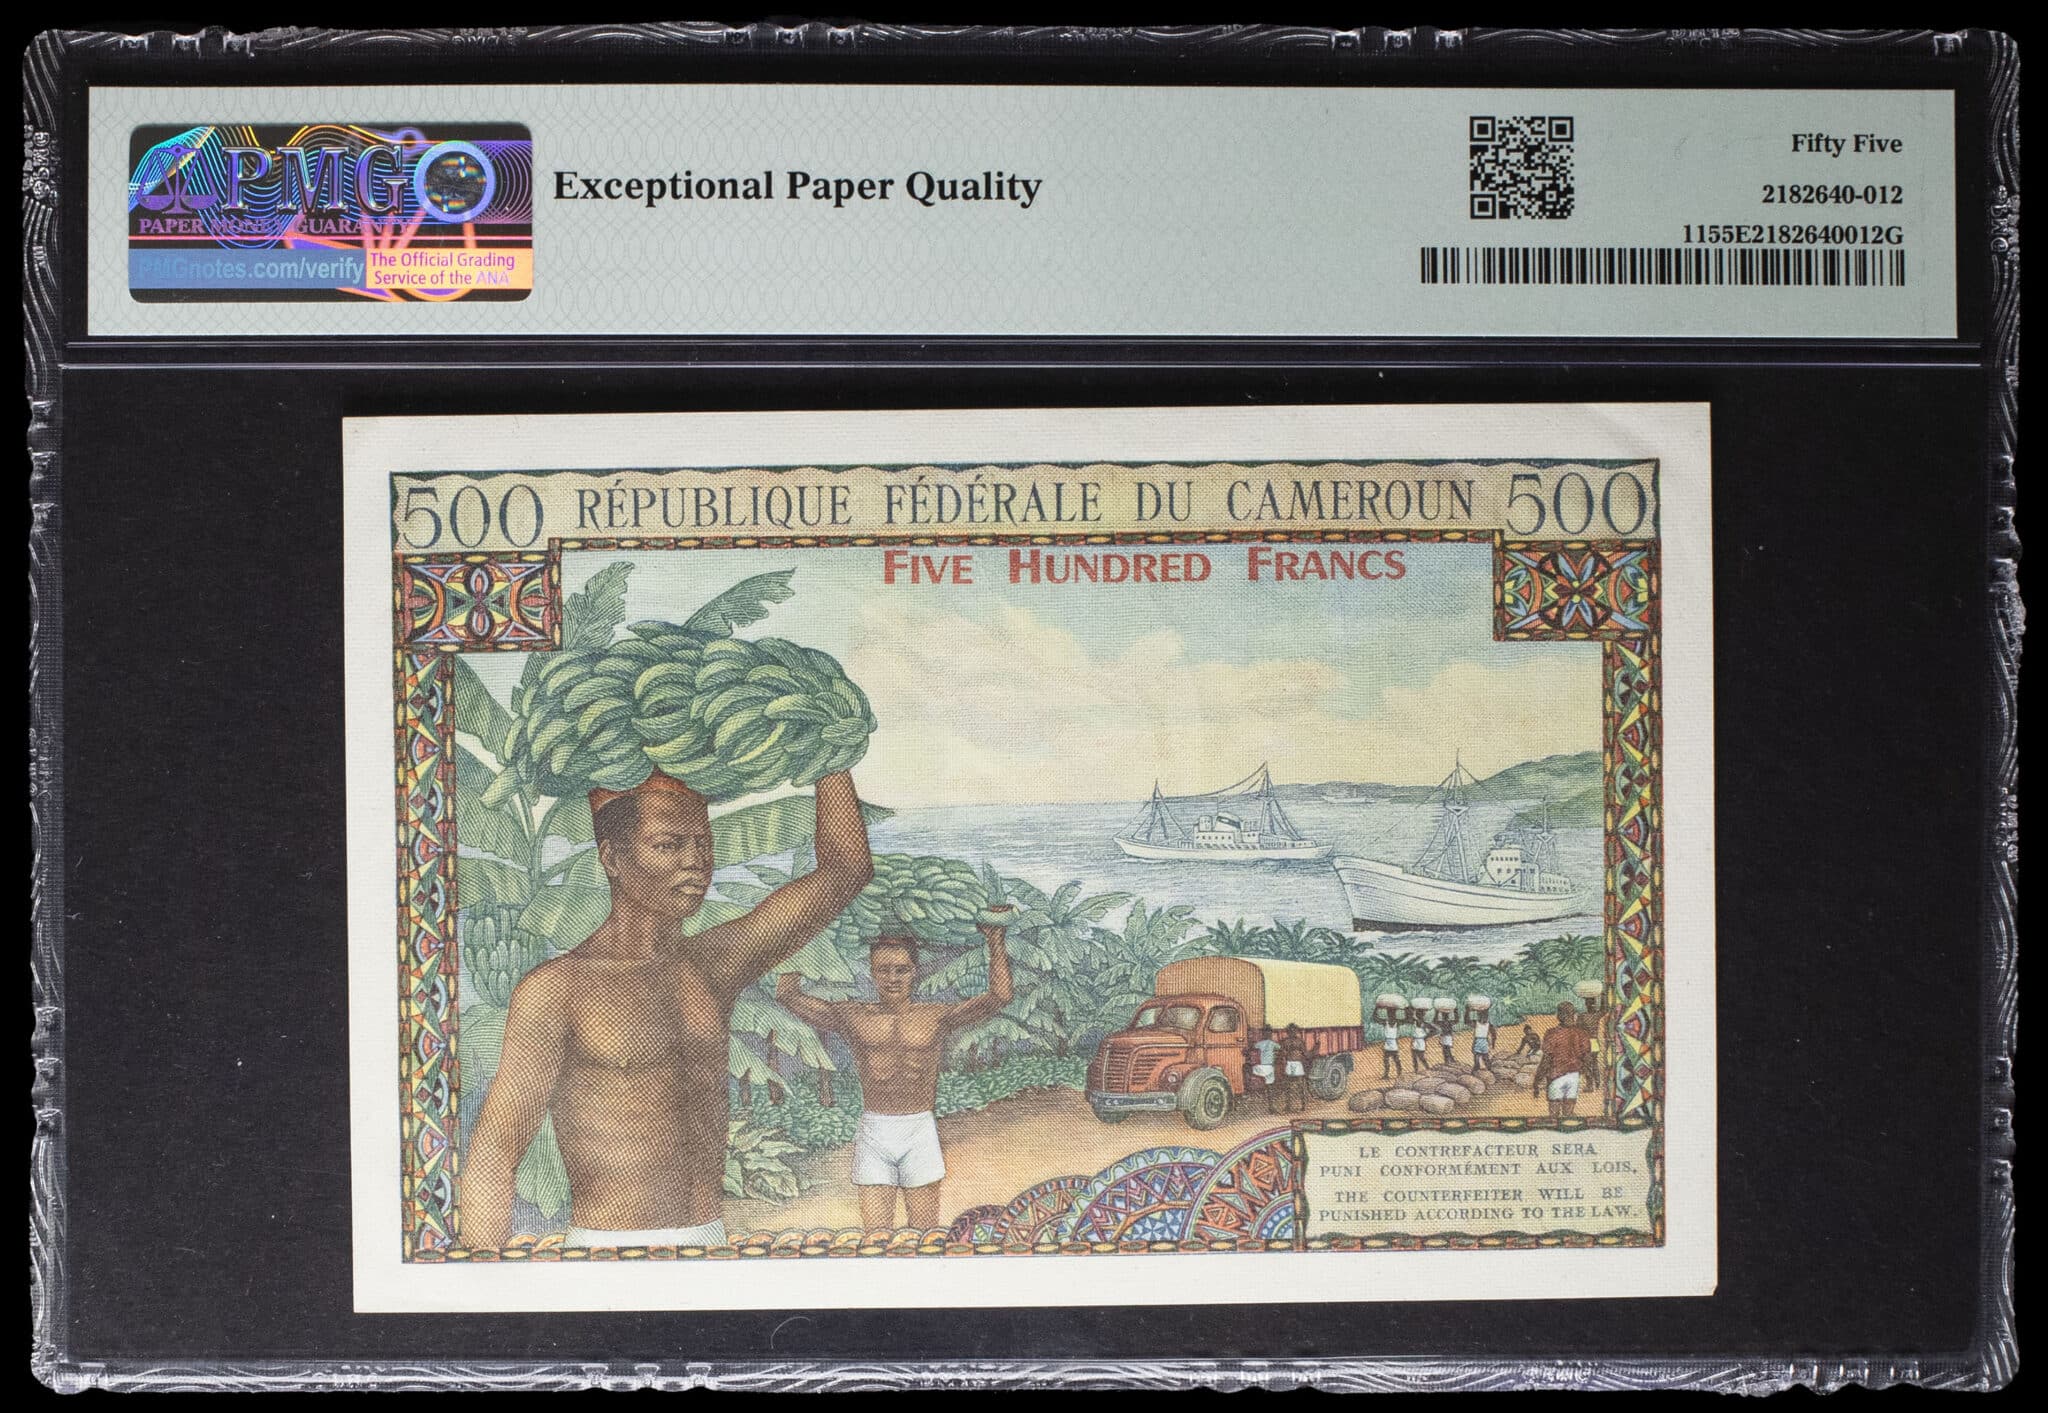 PMG
PAPER MONEY GUARANTY
PMGnotes.com/verify
The Official Grading
Service of the ANA
Exceptional Paper Quality
Fifty Five
2182640-012
1155E2182640012G
500 RÉPUBLIQUE FÉDÉRALE DU CAMEROUN 500
FIVE HUNDRED FRANCS
LE CONTREFACTEUR SERA
PUNI CONFORMÉMENT AUX LOIS.
THE COUNTERFEITER WILL BE
PUNISHED ACCORDING TO THE LAW.